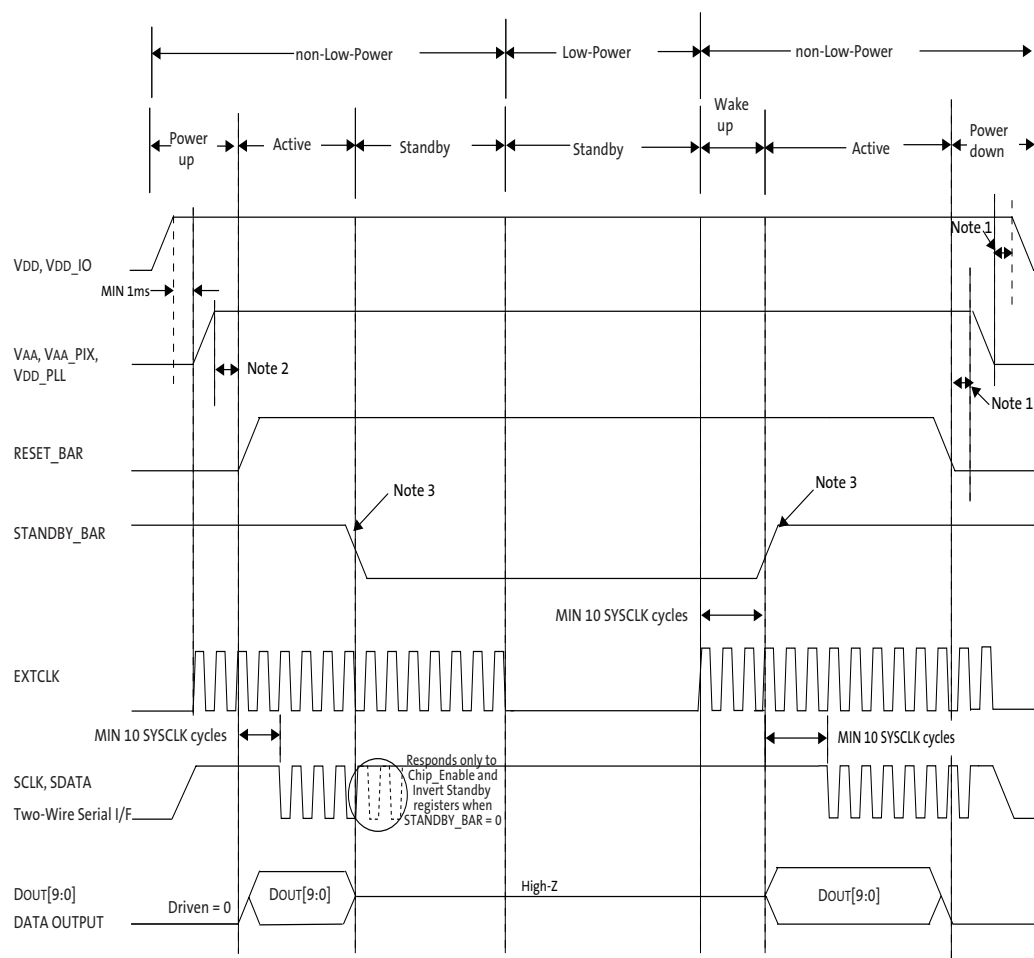 non-Low-Power
Low-Power
non-Low-Power
Power
up
Active
Standby
Standby
Wake
up
Active
Power
down
VDD, VDD_IO
Note 1
MIN 1ms
VAA, VAA_PIX,
VDD_PLL
Note 2
Note 1
RESET_BAR
Note 3
Note 3
STANDBY_BAR
MIN 10 SYSCLK cycles
EXTCLK
MIN 10 SYSCLK cycles
MIN 10 SYSCLK cycles
SCLK, SDATA
Two-Wire Serial I/F
Responds only to
Chip_Enable and
Invert Standby
registers when
STANDBY_BAR = 0
DOUT[9:0]
DATA OUTPUT
Driven = 0
DOUT[9:0]
High-Z
DOUT[9:0]